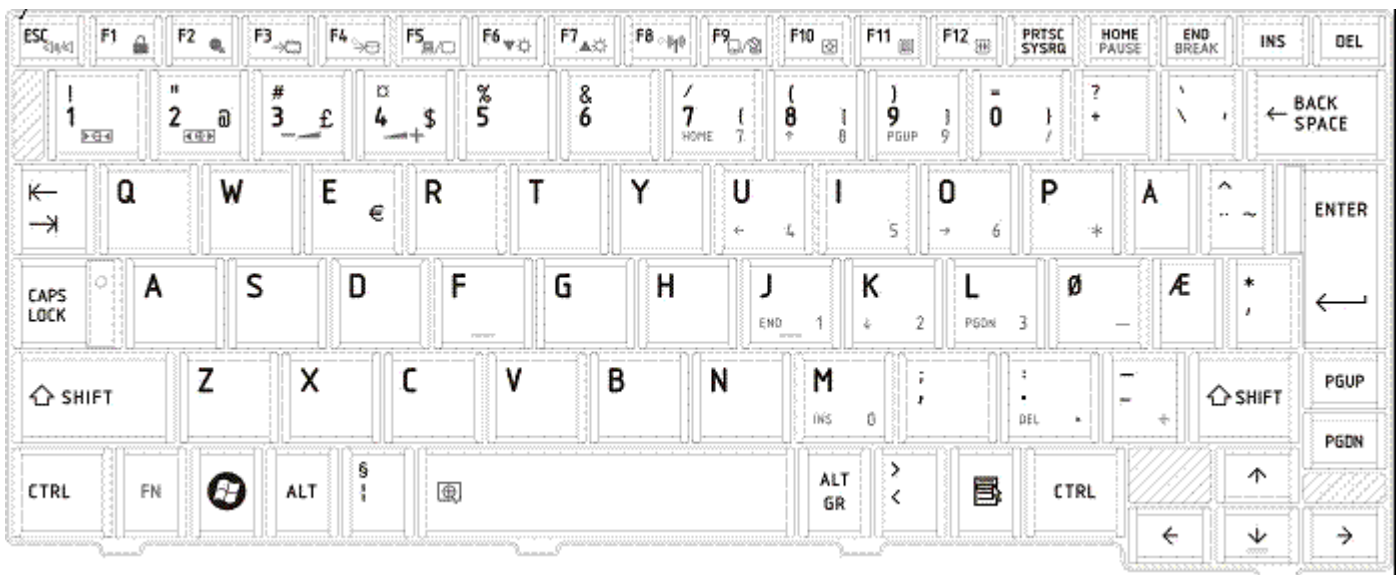 ESC F1 F2 F3 F4 F5 F6 F7 F8 F9 F10 F11 F12 PRTSC HOME END INS DEL
SYSRQ PAUSE BREAK
! " # ¤ % & / ( ) = ? ` BACK
1 2 @ 3 £ 4 $ 5 6 7 { 8 [ 9 ] 0 } + \ ´ SPACE
HOME 7 8 PGUP 9 /
Q W E R T Y U I O P Å ^ ENTER
€ 4 5 6 * ¨ ~
CAPS A S D F G H J K L Ø Æ *
LOCK '
END 1 2 PGDN 3 –
SHIFT Z X C V B N M ; : _ SHIFT PGUP
, . -
INS 0 DEL . ÷ PGDN
CTRL FN ALT § ALT > CTRL
¦ GR <